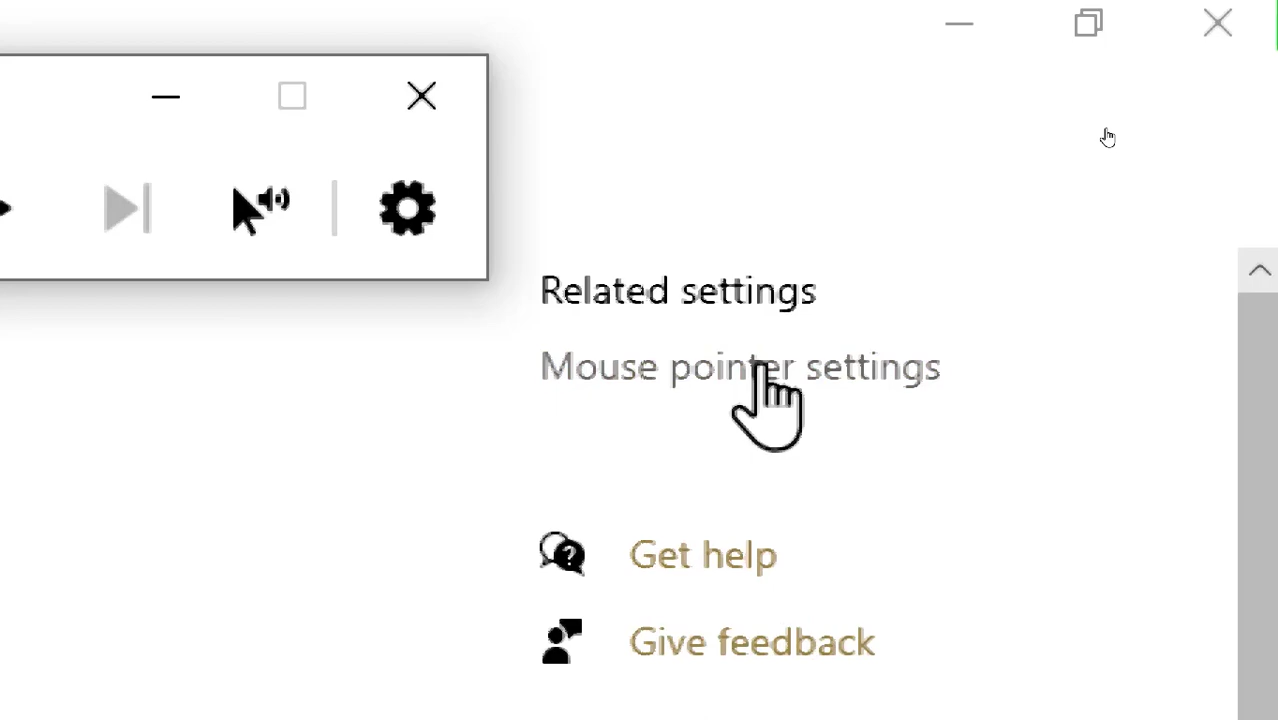 Related settings
Mouse pointer settings
Get help
Give feedback